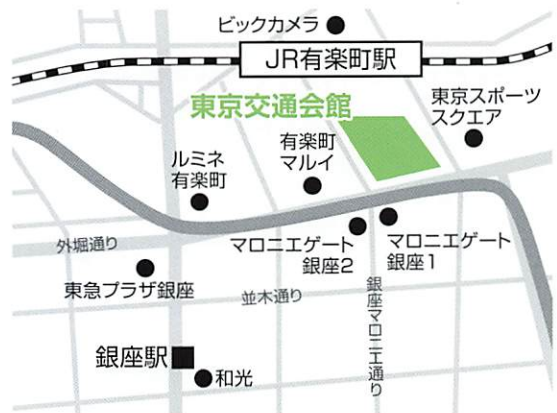 ビックカメラ
JR有楽町駅
東京交通会館
東京スポーツ
スクエア
有楽町
マルイ
ルミネ
有楽町
外堀通り
マロニエゲート
銀座2
マロニエゲート
銀座1
東急プラザ銀座
並木通り
銀座マロニエ通り
銀座駅
和光